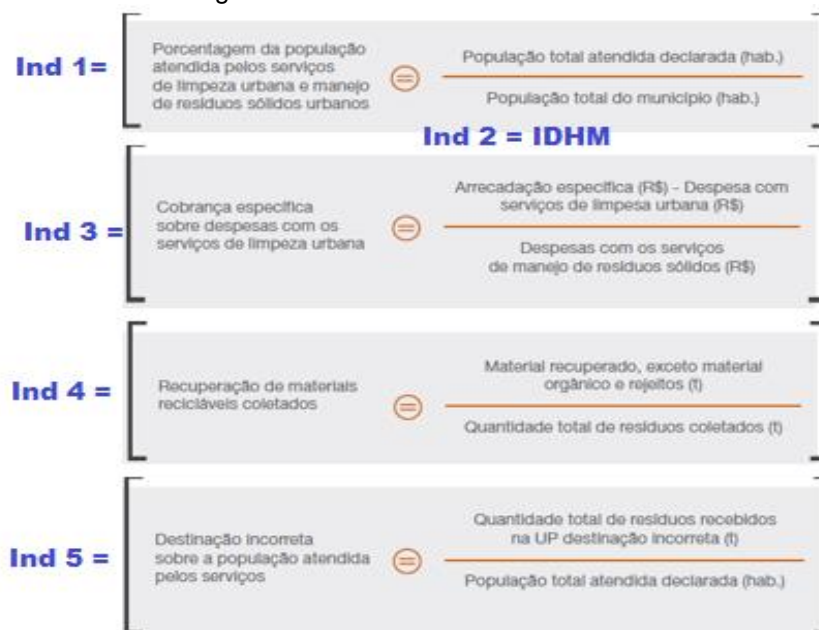 Ind 1=
Porcentagem da população
atendida pelos serviços
de limpeza urbana e manejo
de resíduos sólidos urbanos
=
População total atendida declarada (hab.)
População total do município (hab.)
Ind 2 = IDHM
Ind 3 =
Cobrança específica
sobre despesas com os
serviços de limpeza urbana
=
Arrecadação específica (R$) - Despesa com
serviços de limpesa urbana (R$)
Despesas com os serviços
de manejo de resíduos sólidos (R$)
Ind 4 =
Recuperação de materiais
recicláveis coletados
=
Material recuperado, exceto material
orgânico e rejeitos (t)
Quantidade total de resíduos coletados (t)
Ind 5 =
Destinação incorreta
sobre a população atendida
pelos serviços
=
Quantidade total de resíduos recebidos
na UP destinação incorreta (t)
População total atendida declarada (hab.)